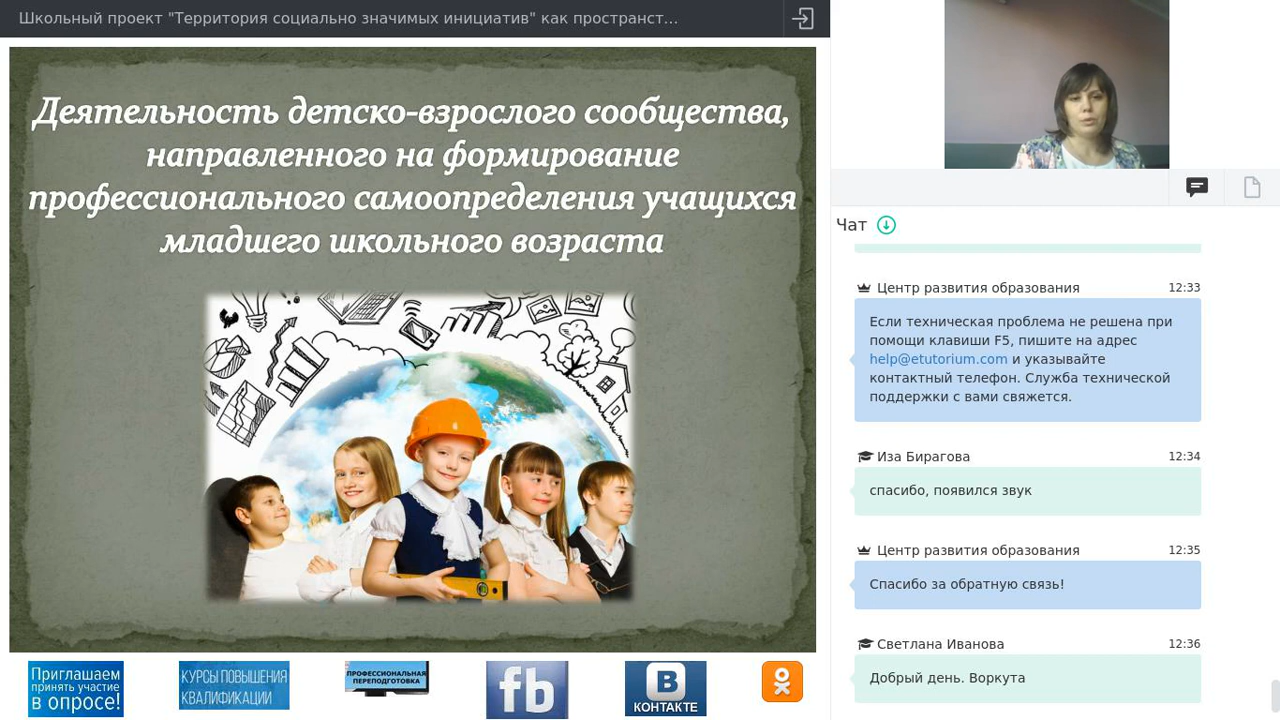 Школьный проект "Территория социально значимых инициатив" как пространст...
Деятельность детско-взрослого сообщества,
направленного на формирование
профессионального самоопределения учащихся
младшего школьного возраста
Приглашаем
принять участие
в опросе!
КУРСЫ ПОВЫШЕНИЯ
КВАЛИФИКАЦИИ
ПРОФЕССИОНАЛЬНАЯ
ПЕРЕПОДГОТОВКА
fb
В
КОНТАКТЕ
Чат
Центр развития образования 12:33
Если техническая проблема не решена при
помощи клавиши F5, пишите на адрес
help@etutorium.com и указывайте
контактный телефон. Служба технической
поддержки с вами свяжется.
Иза Бирагова 12:34
спасибо, появился звук
Центр развития образования 12:35
Спасибо за обратную связь!
Светлана Иванова 12:36
Добрый день. Воркута